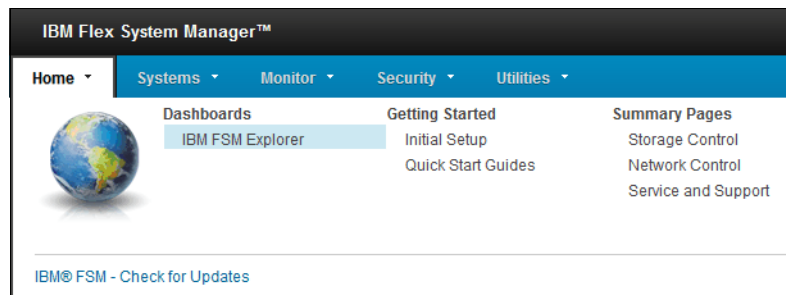 IBM Flex System Manager™
Home Systems Monitor Security Utilities
Dashboards Getting Started Summary Pages
IBM FSM Explorer Initial Setup Storage Control
Quick Start Guides Network Control
Service and Support
IBM® FSM - Check for Updates